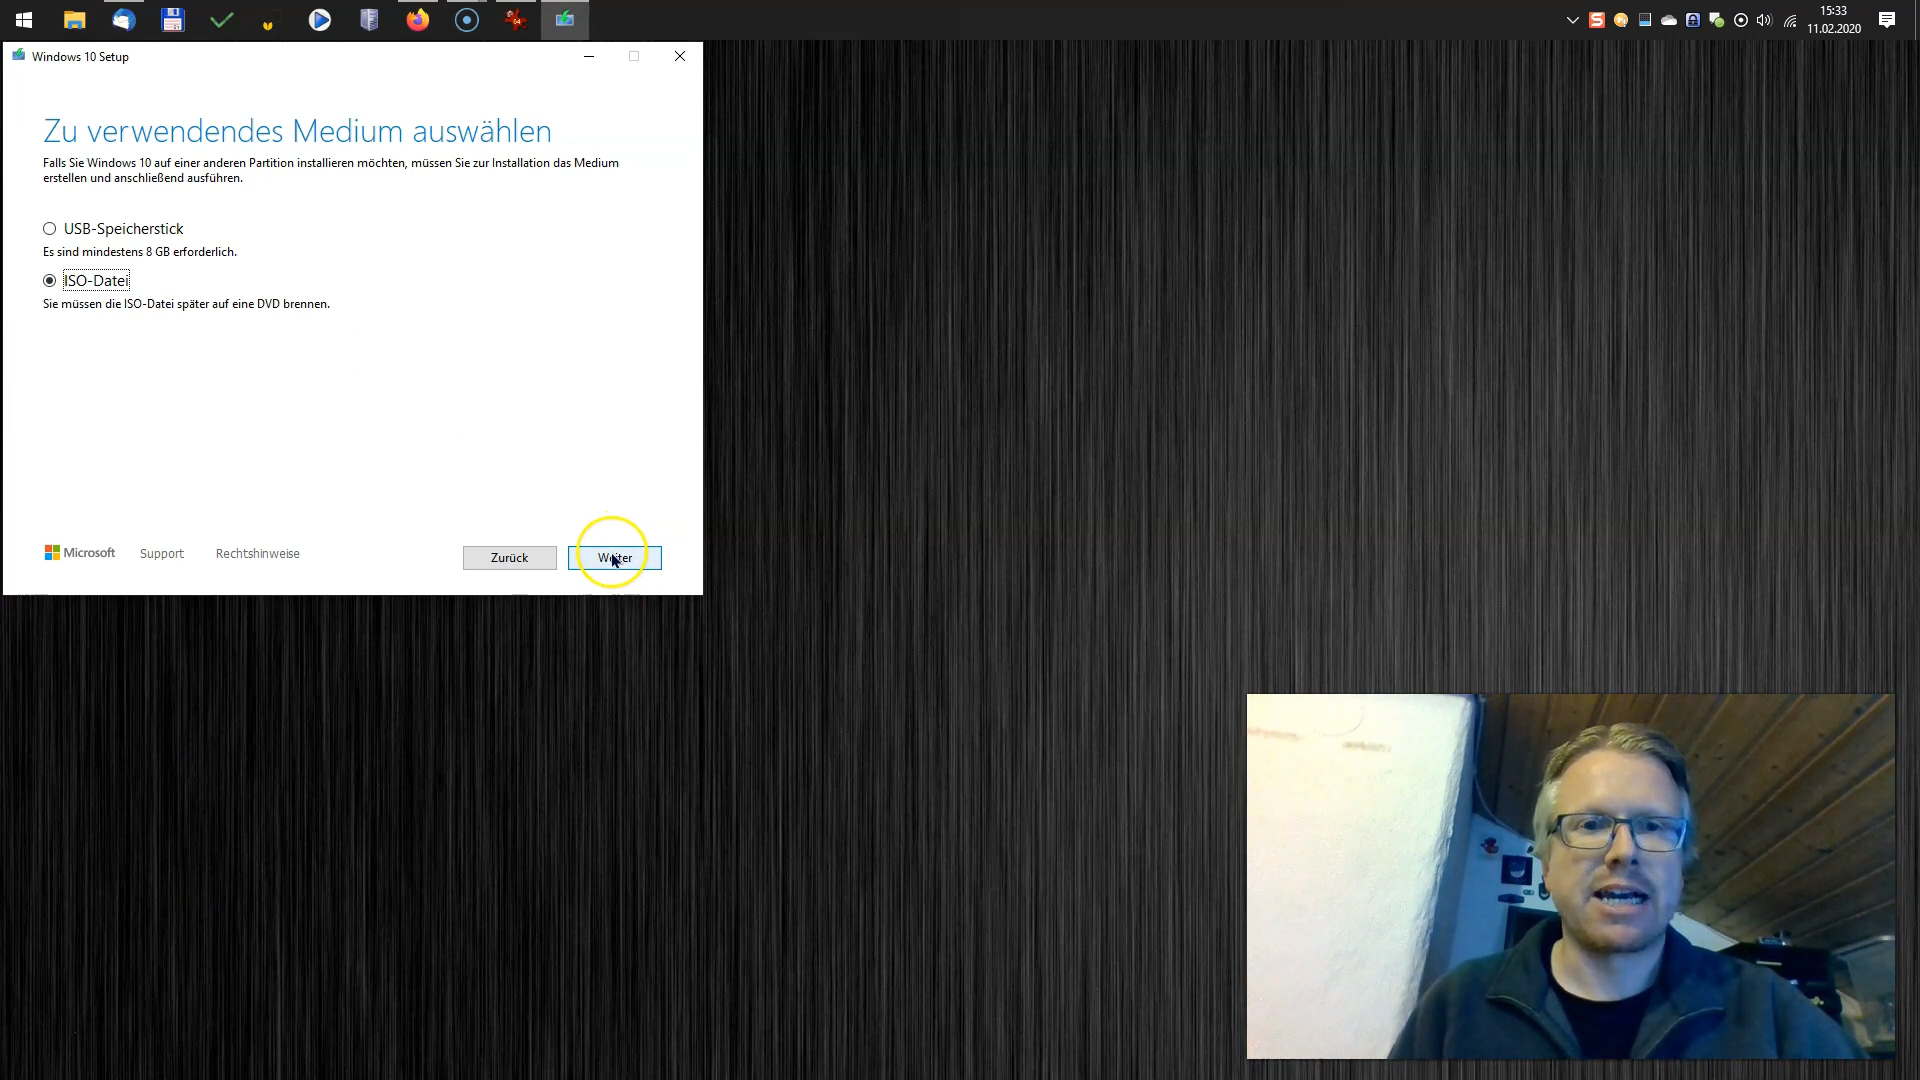 15:33
11.02.2020
Windows 10 Setup
Zu verwendendes Medium auswählen
Falls Sie Windows 10 auf einer anderen Partition installieren möchten, müssen Sie zur Installation das Medium
erstellen und anschließend ausführen.
USB-Speicherstick
Es sind mindestens 8 GB erforderlich.
ISO-Datei
Sie müssen die ISO-Datei später auf eine DVD brennen.
Microsoft
Support
Rechtshinweise
Zurück
Weiter